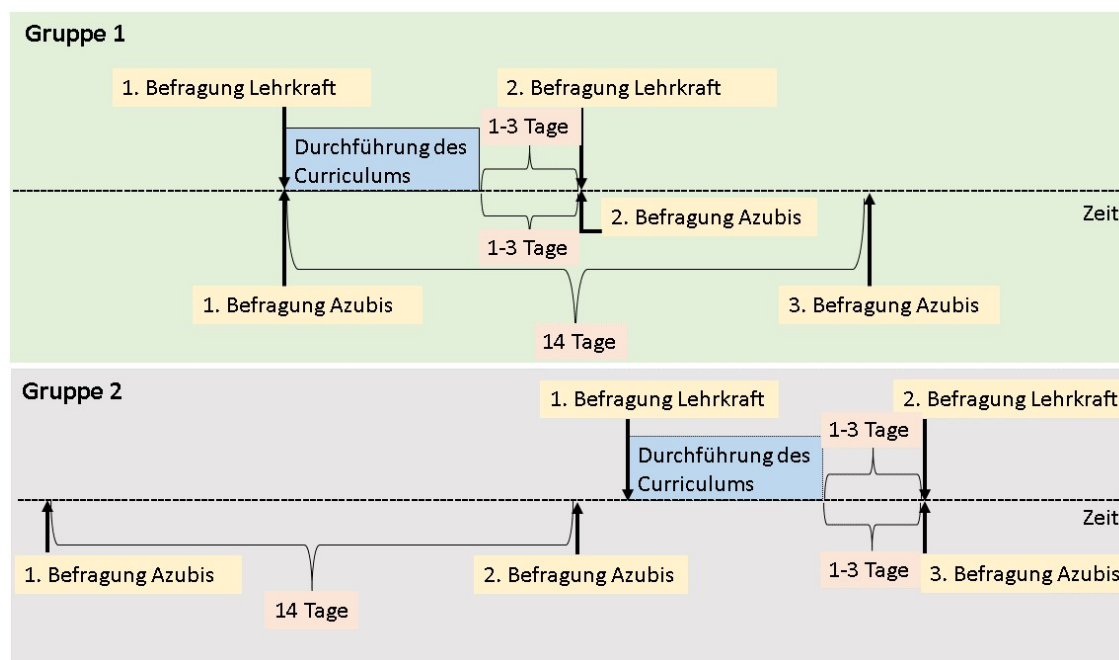 Gruppe 1
1. Befragung Lehrkraft
2. Befragung Lehrkraft
1-3 Tage
Durchführung des
Curriculums
Zeit
2. Befragung Azubis
1-3 Tage
1. Befragung Azubis
3. Befragung Azubis
14 Tage
Gruppe 2
1. Befragung Lehrkraft
2. Befragung Lehrkraft
1-3 Tage
Durchführung des
Curriculums
Zeit
1. Befragung Azubis
2. Befragung Azubis
1-3 Tage
3. Befragung Azubis
14 Tage